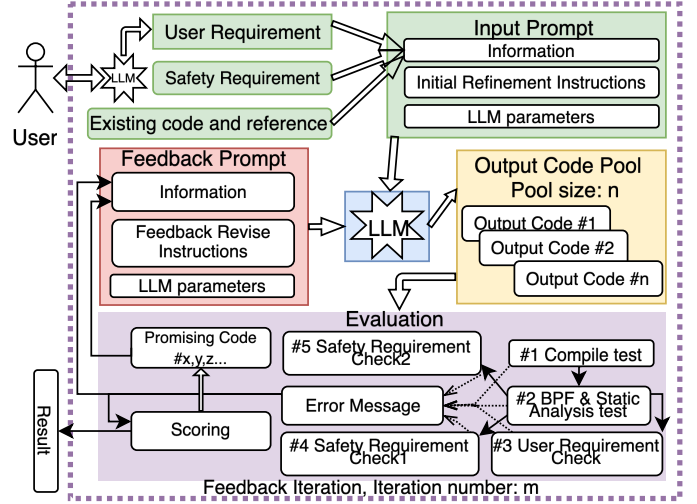 User Requirement
Input Prompt
Information
LLM
Safety Requirement
Initial Refinement Instructions
User
Existing code and reference
LLM parameters
Feedback Prompt
Information
Feedback Revise
Instructions
LLM parameters
LLM
Output Code Pool
Pool size: n
Output Code #1
Output Code #2
Output Code #n
Evaluation
Promising Code
#x,y,z...
#5 Safety Requirement
Check2
#1 Compile test
Error Message
#2 BPF & Static
Analysis test
Scoring
#4 Safety Requirement
Check1
#3 User Requirement
Check
Result
Feedback Iteration, Iteration number: m